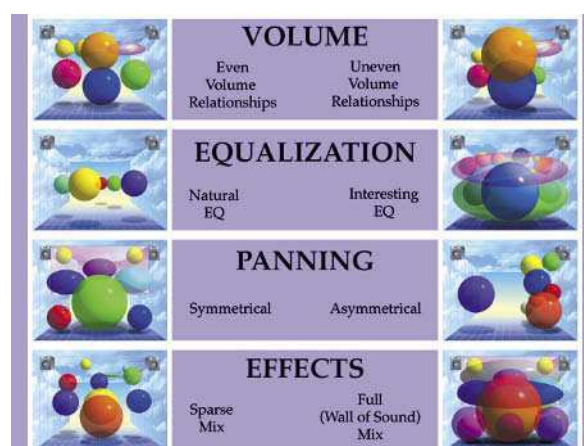 VOLUME
Even
Volume
Relationships
Uneven
Volume
Relationships
EQUALIZATION
Natural
EQ
Interesting
EQ
PANNING
Symmetrical
Asymmetrical
EFFECTS
Sparse
Mix
Full
(Wall of Sound)
Mix